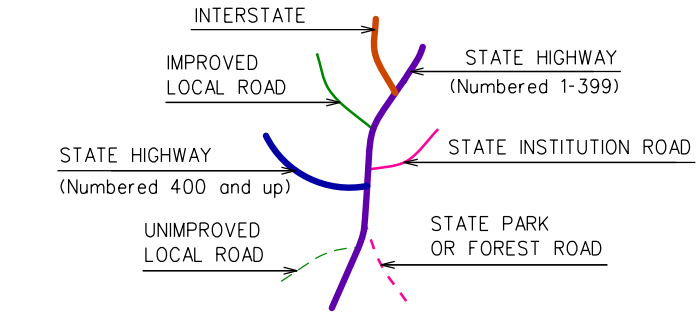 INTERSTATE
STATE HIGHWAY
(Numbered 1-399)
IMPROVED
LOCAL ROAD
STATE INSTITUTION ROAD
STATE HIGHWAY
(Numbered 400 and up)
STATE PARK
OR FOREST ROAD
UNIMPROVED
LOCAL ROAD